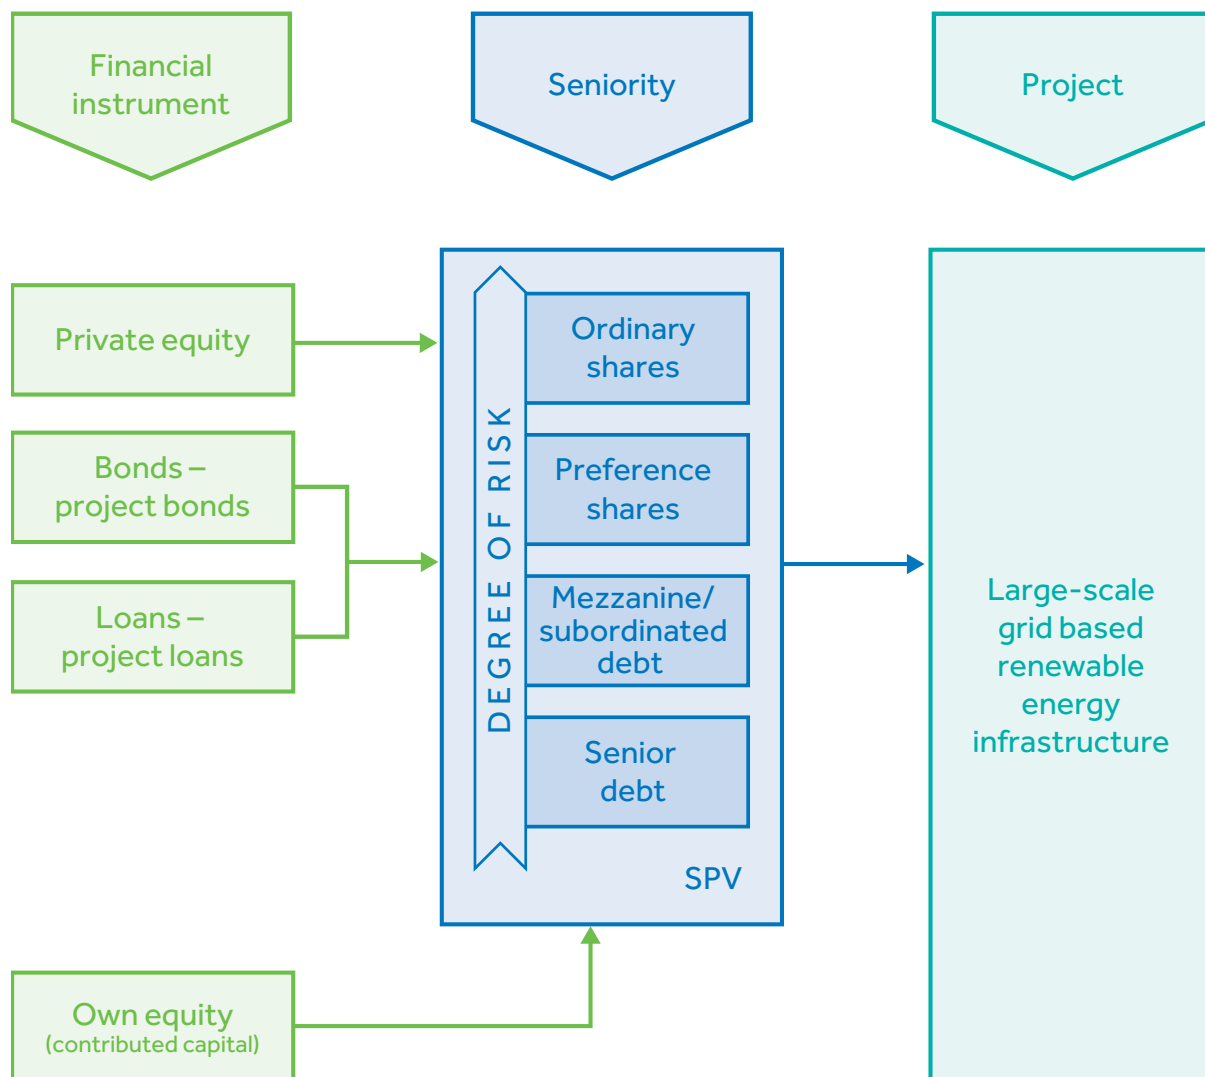 Financial
instrument
Seniority
Project
Private equity
Bonds –
project bonds
Loans –
project loans
Own equity
(contributed capital)
DEGREE OF RISK
Ordinary
shares
Preference
shares
Mezzanine/
subordinated
debt
Senior
debt
SPV
Large-scale
grid based
renewable
energy
infrastructure